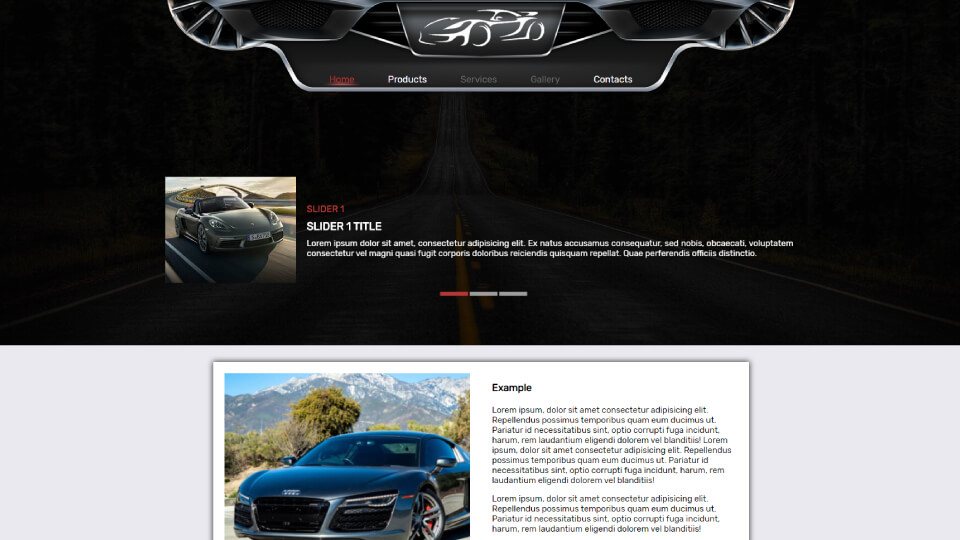 Home Products Services Gallery Contacts
SLIDER 1
SLIDER 1 TITLE
Lorem ipsum dolor sit amet, consectetur adipisicing elit. Ex natus accusamus consequatur, sed nobis, obcaecati, voluptatem
consectetur vel magni quasi fugit corporis doloribus reiciendis quisquam repellat. Quae perferendis officiis distinctio.
Example
Lorem ipsum, dolor sit amet consectetur adipisicing elit.
Repellendus possimus temporibus quam eum ducimus ut.
Pariatur id necessitatibus sint, optio corrupti fuga incidunt,
harum, rem laudantium eligendi dolorem vel blanditiis! Lorem
ipsum, dolor sit amet consectetur adipisicing elit. Repellendus
possimus temporibus quam eum ducimus ut. Pariatur id
necessitatibus sint, optio corrupti fuga incidunt, harum, rem
laudantium eligendi dolorem vel blanditiis!
Lorem ipsum, dolor sit amet consectetur adipisicing elit.
Repellendus possimus temporibus quam eum ducimus ut.
Pariatur id necessitatibus sint, optio corrupti fuga incidunt,
harum, rem laudantium eligendi dolorem vel blanditiis!